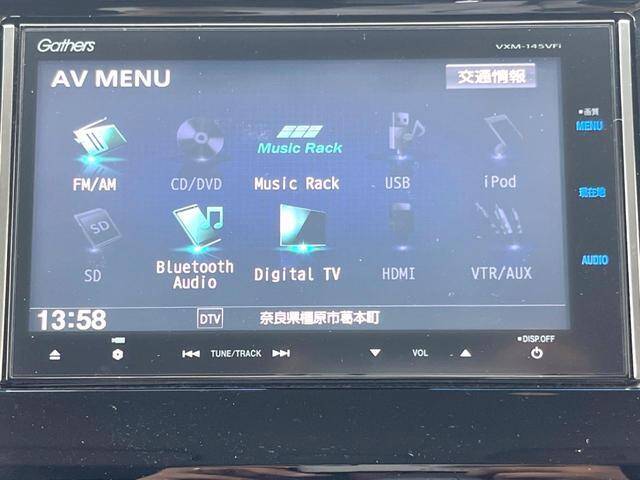 Gathers
VXM-145VFi
AV MENU
交通情報
■画質
MENU
FM/AM
CD/DVD
Music Rack
Music Rack
USB
iPod
現在地
SD
SD
Bluetooth
Audio
Digital TV
HDMI
VTR/AUX
AUDIO
13:58
DTV
奈良県橿原市葛本町
TUNE/TRACK
VOL
■DISP.OFF